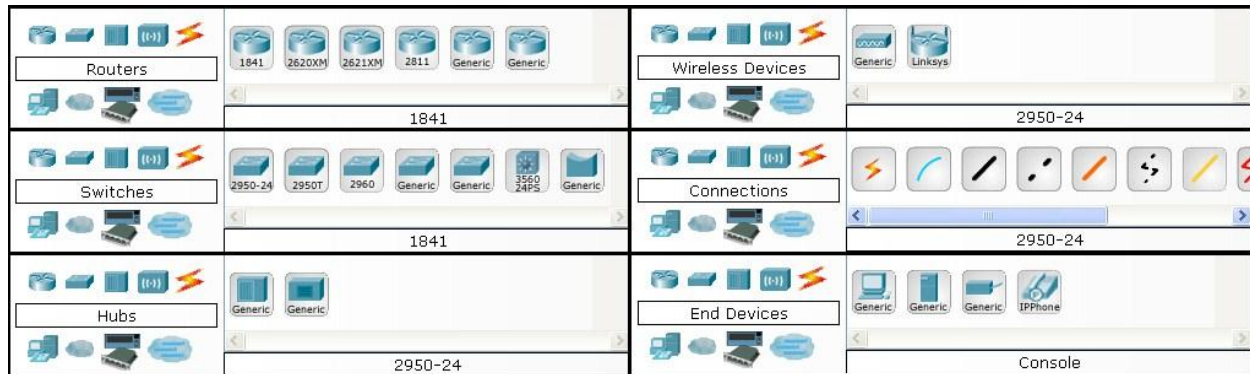 Routers
1841 2620XM 2621XM 2811 Generic Generic
1841
Switches
2950-24 2950T 2960 Generic Generic 3560 24PS Generic
1841
Hubs
Generic Generic
2950-24
Wireless Devices
Generic Linksys
2950-24
Connections
2950-24
End Devices
Generic Generic Generic IPPhone
Console